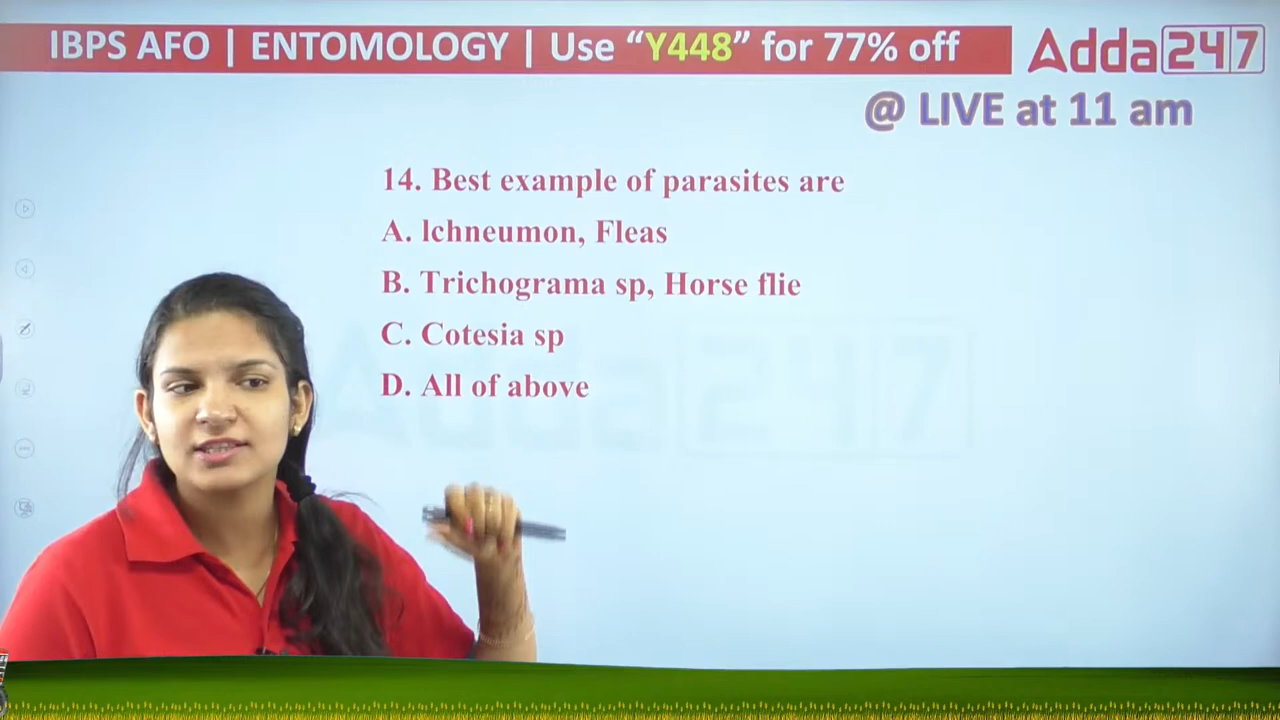 IBPS AFO | ENTOMOLOGY | Use “Y448” for 77% off
Adda247
@ LIVE at 11 am
14. Best example of parasites are
A. lchneumon, Fleas
B. Trichograma sp, Horse flie
C. Cotesia sp
D. All of above
Adda247